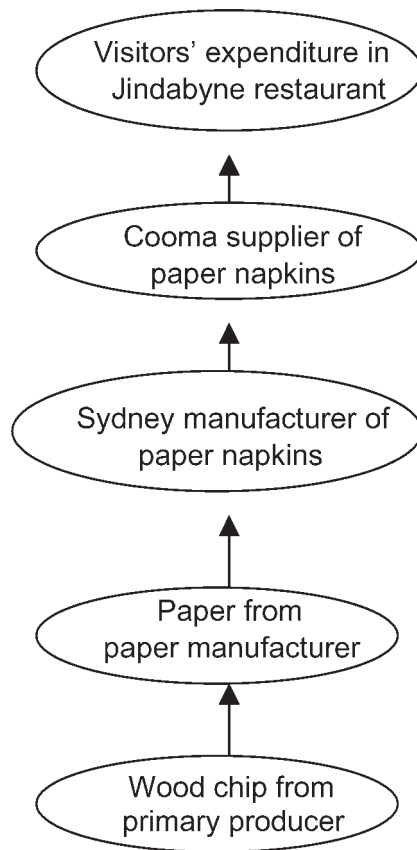 Visitors’ expenditure in
Jindabyne restaurant
Cooma supplier of
paper napkins
Sydney manufacturer of
paper napkins
Paper from
paper manufacturer
Wood chip from
primary producer